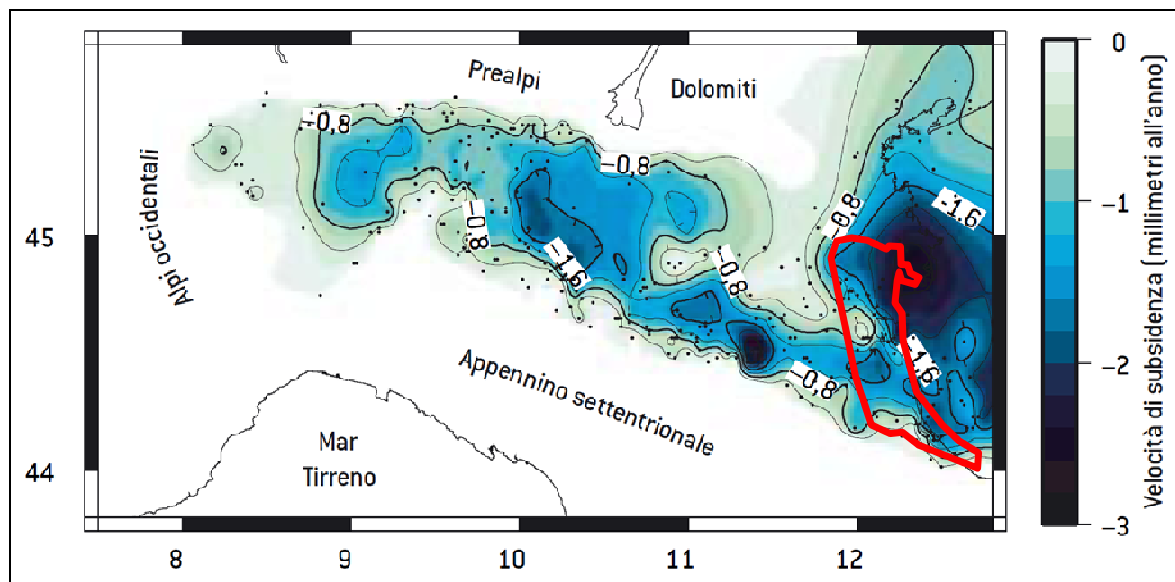 Prealpi
Dolomiti
Alpi occidentali
Appennino settentrionale
Mar
Tirreno
-0,8
-0,8
-0,8
-0,8
-0,8
-0,8
-1,6
-1,6
-1,6
45
44
8
9
10
11
12
0
-1
-2
-3
Velocità di subsidenza (millimetri all'anno)